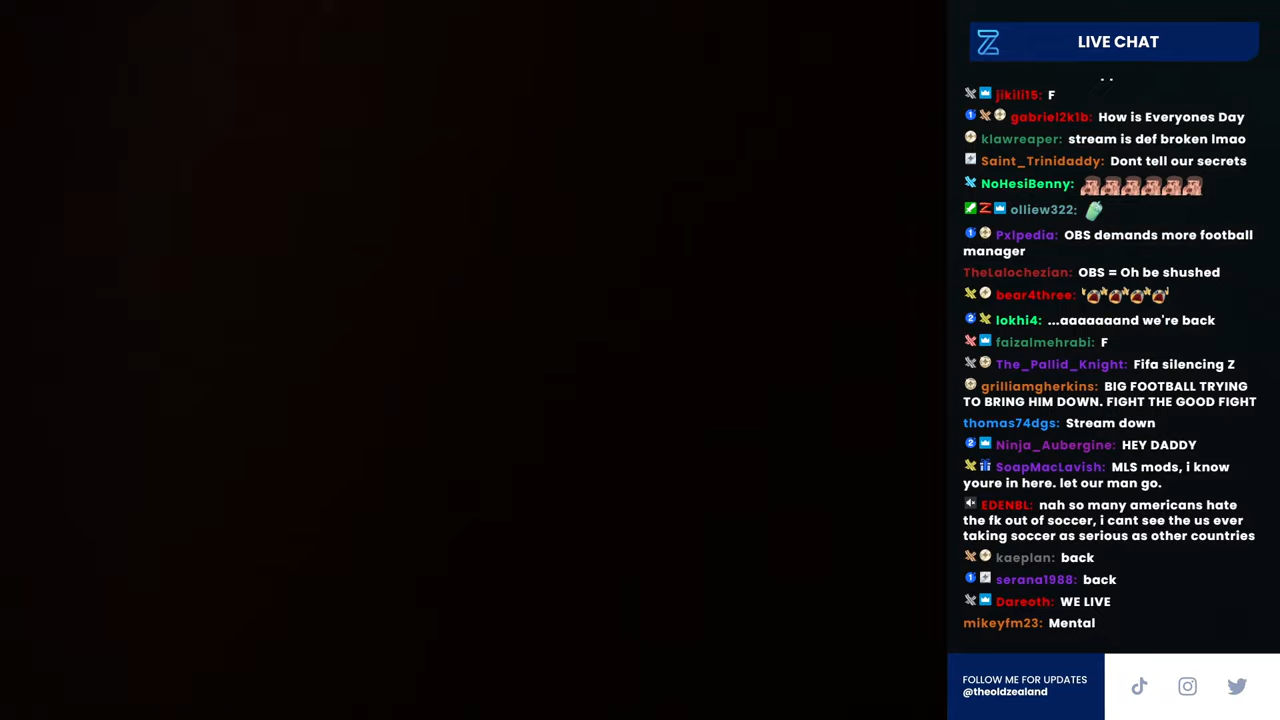 LIVE CHAT
jikili15: F
gabriel2k1b: How is Everyones Day
klawreaper: stream is def broken lmao
Saint_Trinidaddy: Dont tell our secrets
NoHesiBenny:
olliew322:
Pxlpedia: OBS demands more football
manager
TheLalochezian: OBS = Oh be shushed
bear4three:
lokhi4: ...aaaaaaand we're back
faizalmehrabi: F
The_Pallid_Knight: Fifa silencing Z
grilliamgherkins: BIG FOOTBALL TRYING
TO BRING HIM DOWN. FIGHT THE GOOD FIGHT
thomas74dgs: Stream down
Ninja_Aubergine: HEY DADDY
SoapMacLavish: MLS mods, i know
youre in here. let our man go.
EDENBL: nah so many americans hate
the fk out of soccer, i cant see the us ever
taking soccer as serious as other countries
kaeplan: back
serana1988: back
Dareoth: WE LIVE
mikeyfm23: Mental
FOLLOW ME FOR UPDATES
@theoldzealand